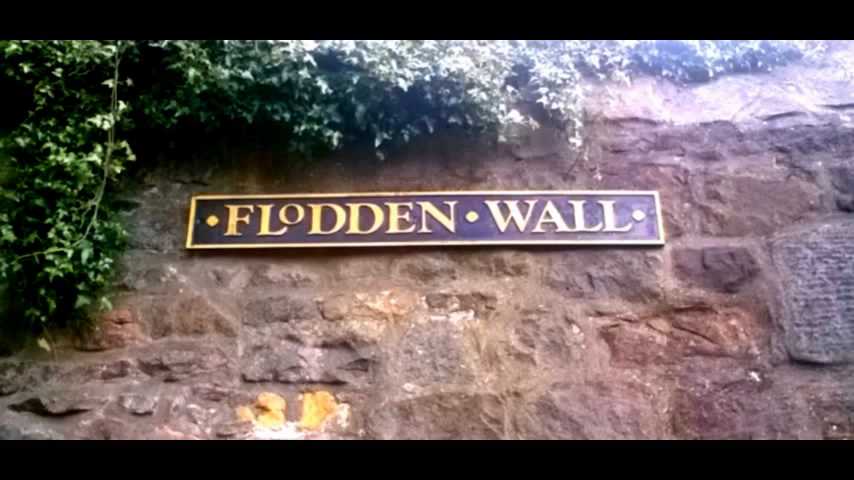 • FLODDEN • WALL •